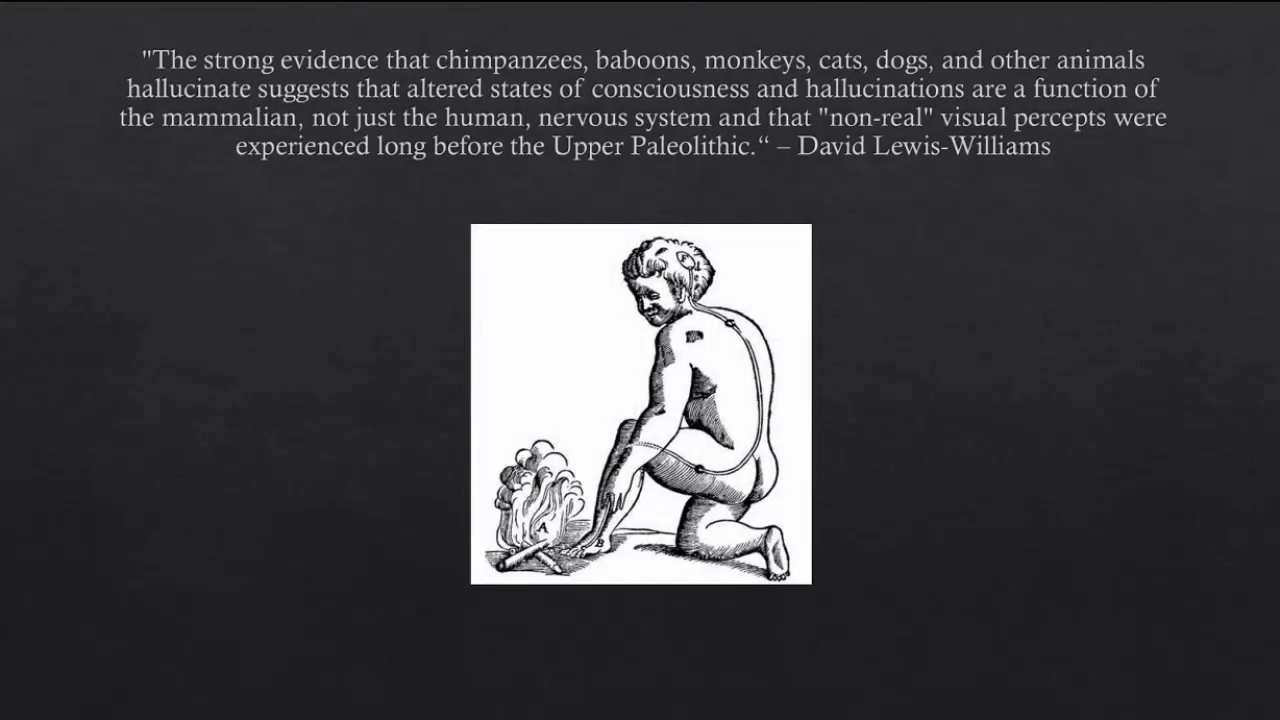 "The strong evidence that chimpanzees, baboons, monkeys, cats, dogs, and other animals
hallucinate suggests that altered states of consciousness and hallucinations are a function of
the mammalian, not just the human, nervous system and that "non-real" visual percepts were
experienced long before the Upper Paleolithic.“ – David Lewis-Williams
F
A
B